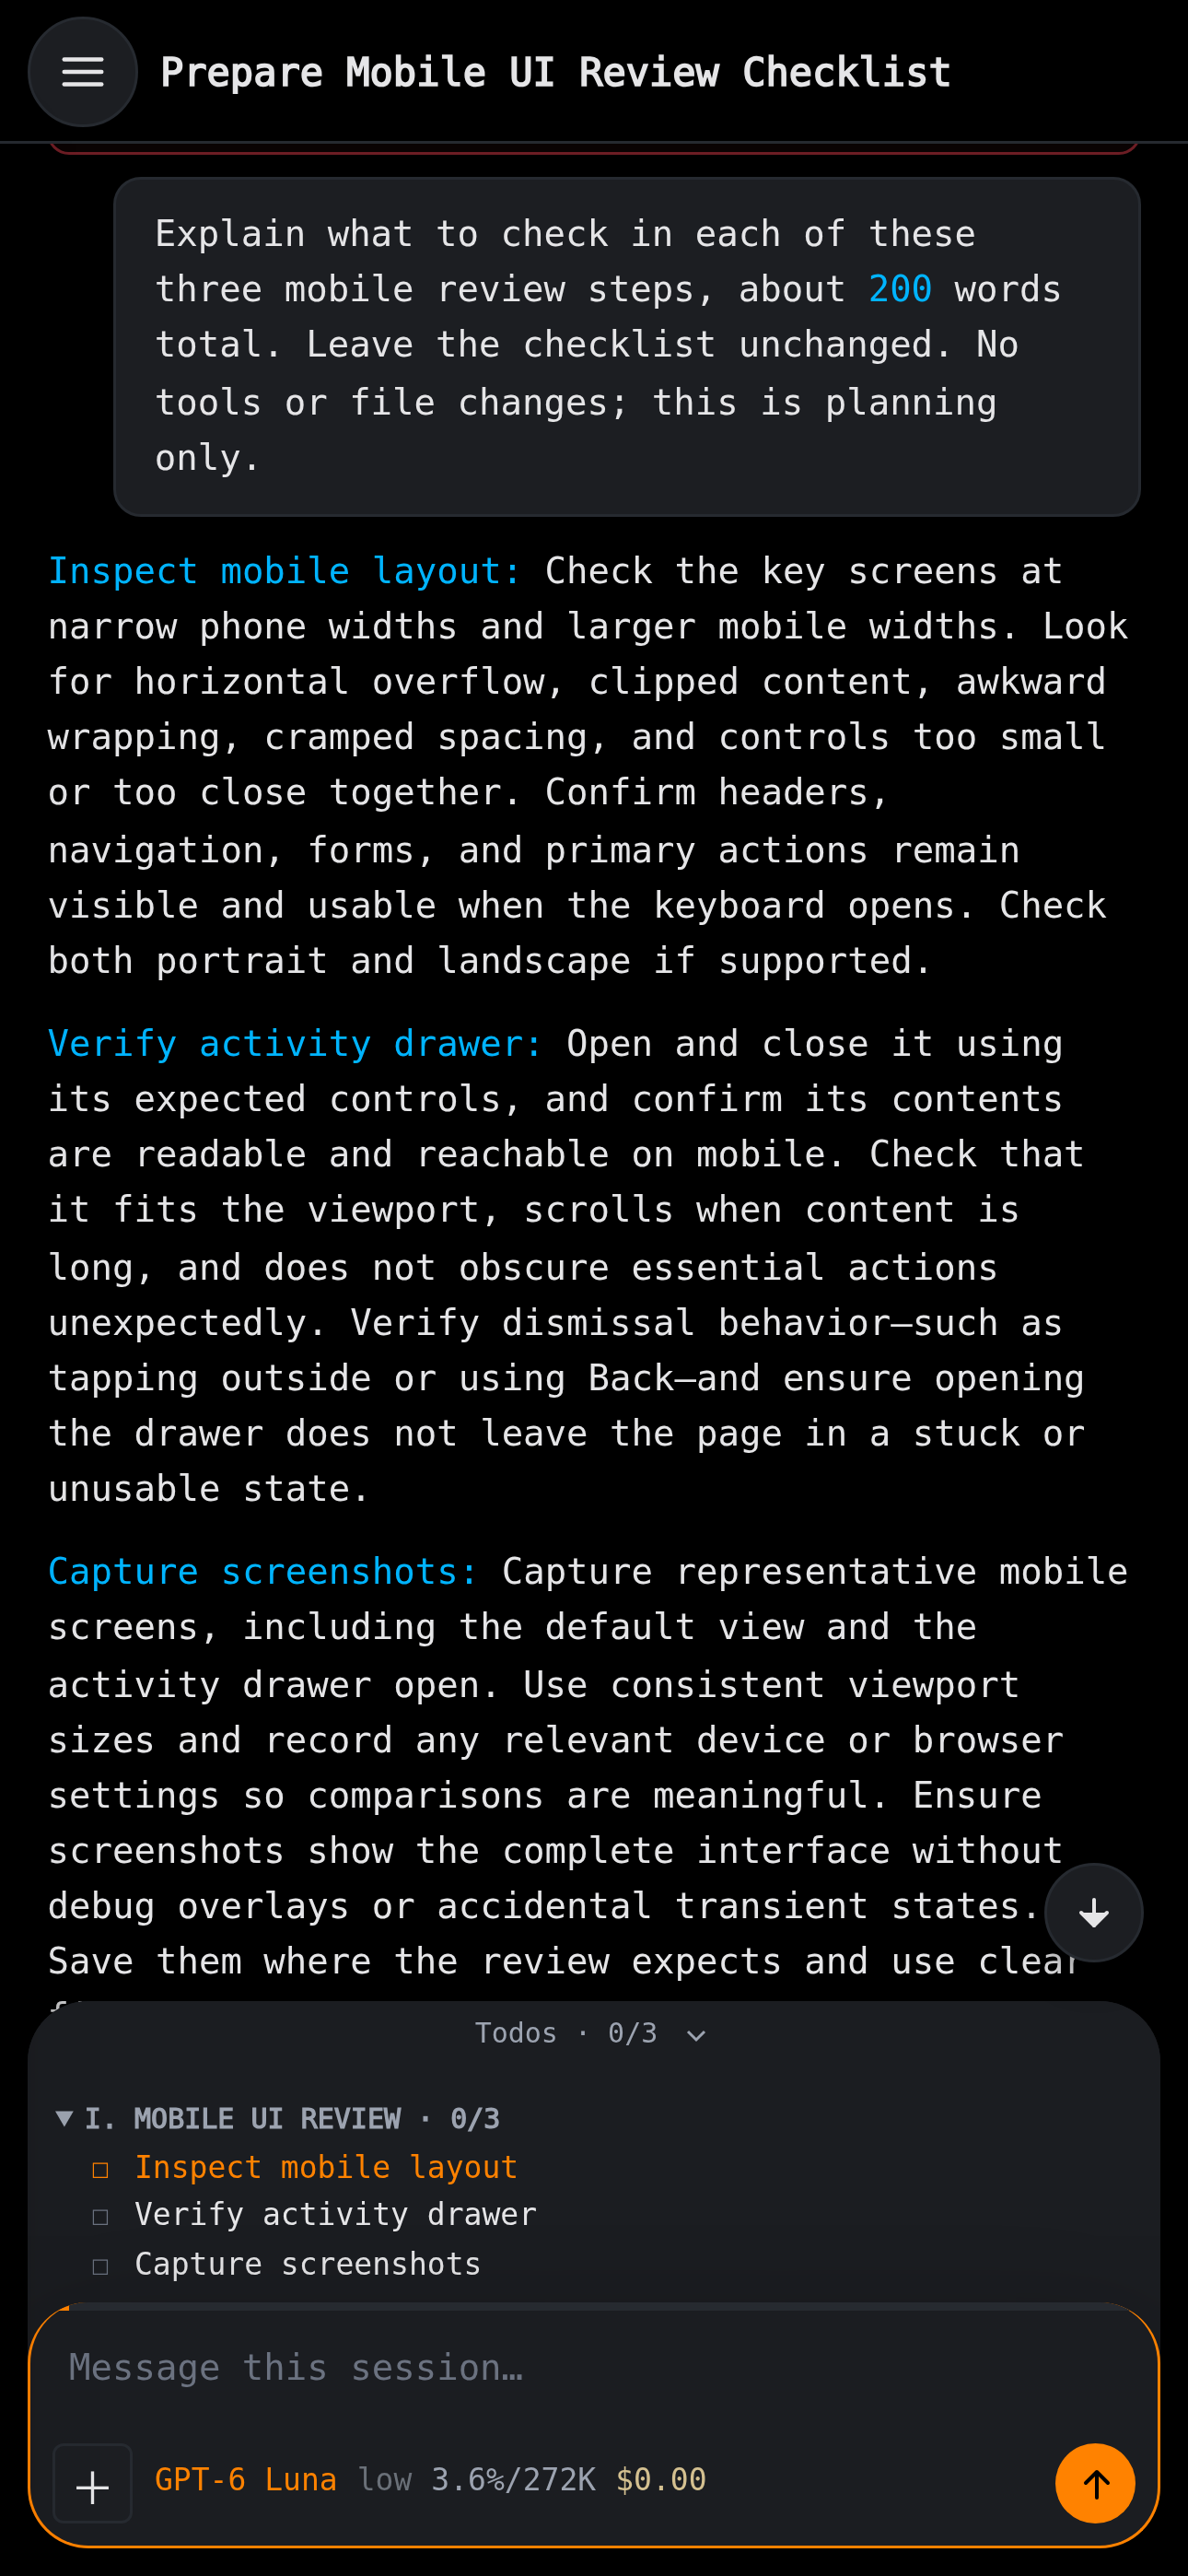 Prepare Mobile UI Review Checklist
Explain what to check in each of these
three mobile review steps, about 200 words
total. Leave the checklist unchanged. No
tools or file changes; this is planning
only.
Inspect mobile layout: Check the key screens at
narrow phone widths and larger mobile widths. Look
for horizontal overflow, clipped content, awkward
wrapping, cramped spacing, and controls too small
or too close together. Confirm headers,
navigation, forms, and primary actions remain
visible and usable when the keyboard opens. Check
both portrait and landscape if supported.
Verify activity drawer: Open and close it using
its expected controls, and confirm its contents
are readable and reachable on mobile. Check that
it fits the viewport, scrolls when content is
long, and does not obscure essential actions
unexpectedly. Verify dismissal behavior—such as
tapping outside or using Back—and ensure opening
the drawer does not leave the page in a stuck or
unusable state.
Capture screenshots: Capture representative mobile
screens, including the default view and the
activity drawer open. Use consistent viewport
sizes and record any relevant device or browser
settings so comparisons are meaningful. Ensure
screenshots show the complete interface without
debug overlays or accidental transient states.
Save them where the review expects and use clear
Todos · 0/3
I. MOBILE UI REVIEW · 0/3
Inspect mobile layout
Verify activity drawer
Capture screenshots
Message this session…
GPT-6 Luna low 3.6%/272K $0.00